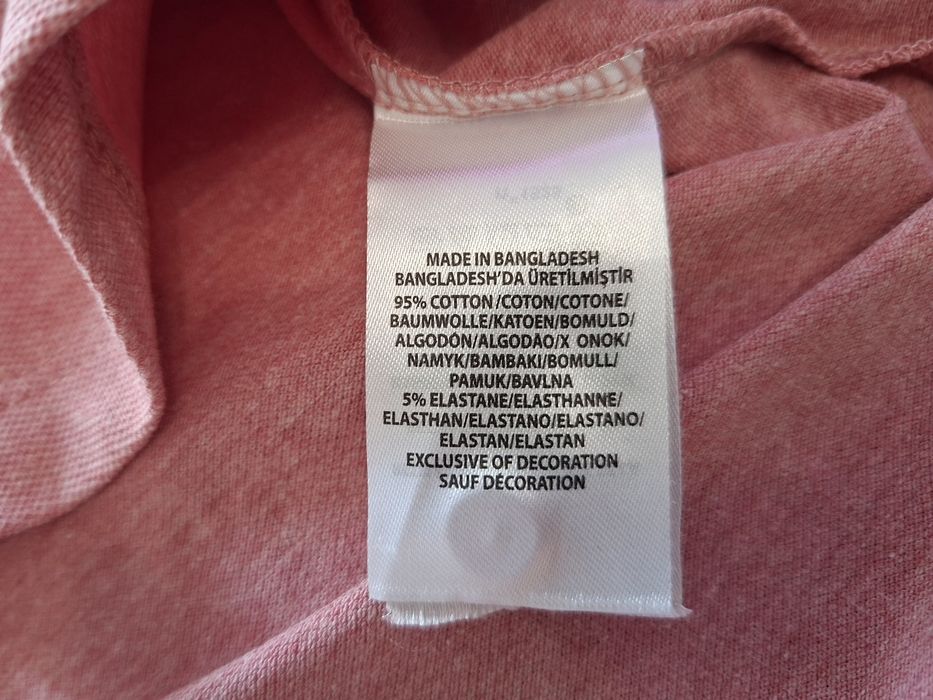 MADE IN BANGLADESH
BANGLADESH'DA ÜRETİLMİŞTİR
95% COTTON/COTON/COTONE/
BAUMWOLLE/KATOEN/BOMULD/
ALGODÓN/ALGODAO/X ONOK/
NAMYK/BAMBAKI/BOMULL/
PAMUK/BAVLNA
5% ELASTANE/ELASTHANNE/
ELASTHAN/ELASTANO/ELASTANO/
ELASTAN/ELASTAN
EXCLUSIVE OF DECORATION
SAUF DÉCORATION